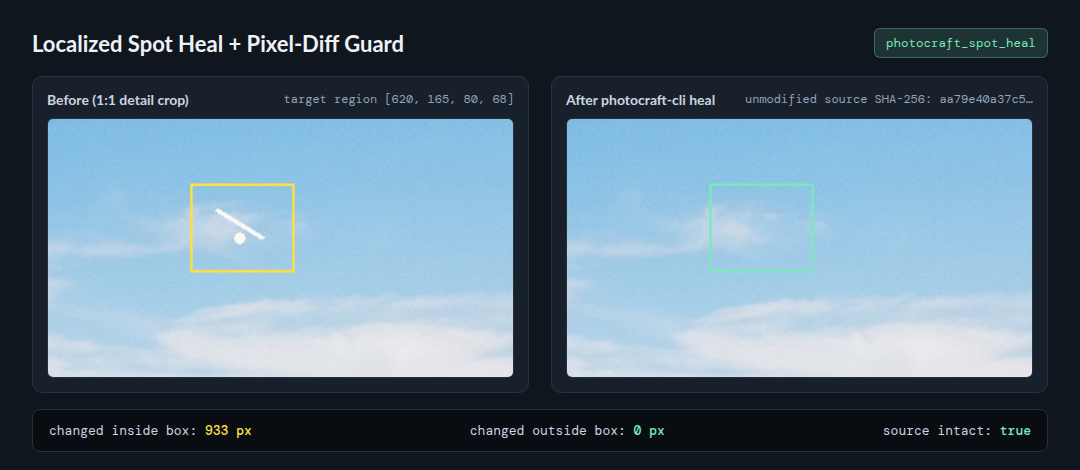 Localized Spot Heal + Pixel-Diff Guard
photocraft_spot_heal
Before (1:1 detail crop)
target region [620, 165, 80, 68]
After photocraft-cli heal
unmodified source SHA-256: aa79e40a37c5…
changed inside box: 933 px
changed outside box: 0 px
source intact: true